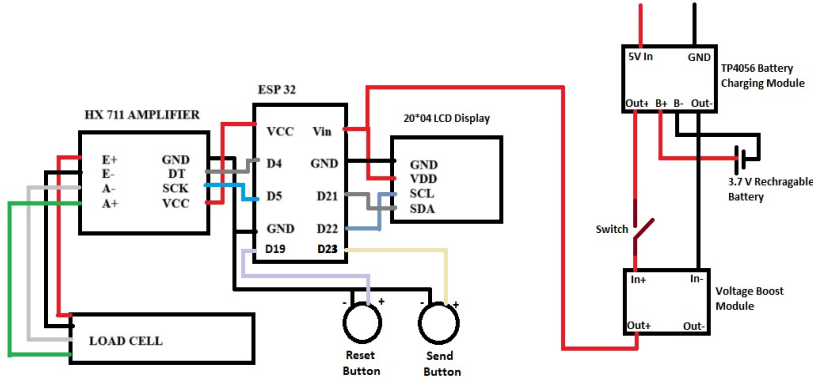 5V In
GND
TP4056 Battery
Charging Module
Out+ B+ B- Out-
3.7 V Rechragable
Battery
ESP 32
HX 711 AMPLIFIER
20*04 LCD Display
E+
E-
A-
A+
GND
DT
SCK
VCC
VCC
D4
D5
GND
D19
Vin
GND
D21
D22
D23
GND
VDD
SCL
SDA
Switch
In+
In-
Voltage Boost
Module
Out+
Out-
LOAD CELL
-
+
-
+
Reset
Button
Send
Button